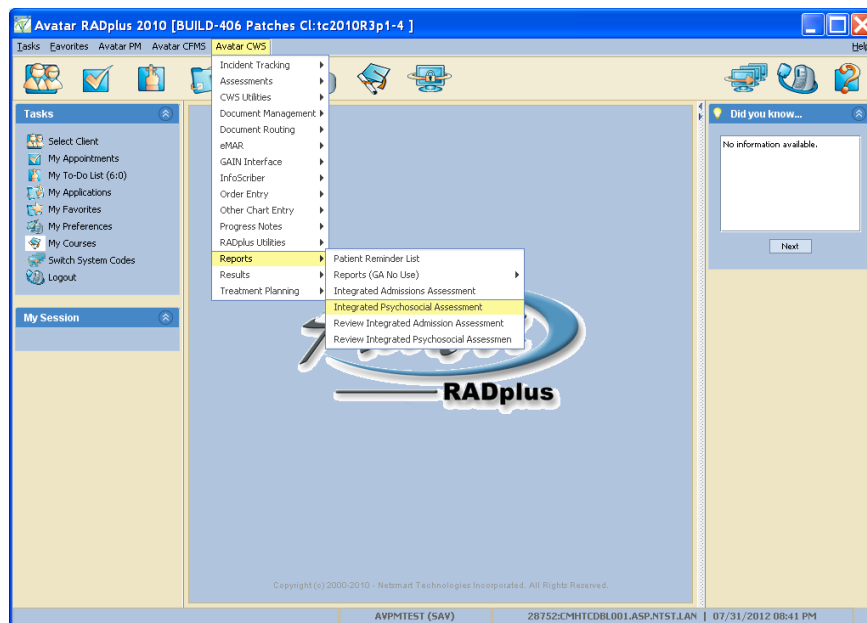 Avatar RADplus 2010 [BUILD-406 Patches Cl:tc2010R3p1-4 ]
Tasks Favorites Avatar PM Avatar CFMS Avatar CWS Help
Incident Tracking
Assessments
CWS Utilities
Document Management
Document Routing
eMAR
GAIN Interface
InfoScriber
Order Entry
Other Chart Entry
Progress Notes
RADplus Utilities
Reports
Results
Treatment Planning
Patient Reminder List
Reports (GA No Use)
Integrated Admissions Assessment
Integrated Psychosocial Assessment
Review Integrated Admission Assessment
Review Integrated Psychosocial Assessmen
Tasks
Select Client
My Appointments
My To-Do List (6:0)
My Applications
My Favorites
My Preferences
My Courses
Switch System Codes
Logout
My Session
Did you know...
No information available.
Next
RADplus
Copyright (c) 2000-2010 - Netsmart Technologies Incorporated. All Rights Reserved.
AVPMTEST (SAV) 28752:CMHTCDBL001.ASP.NTST.LAN | 07/31/2012 08:41 PM